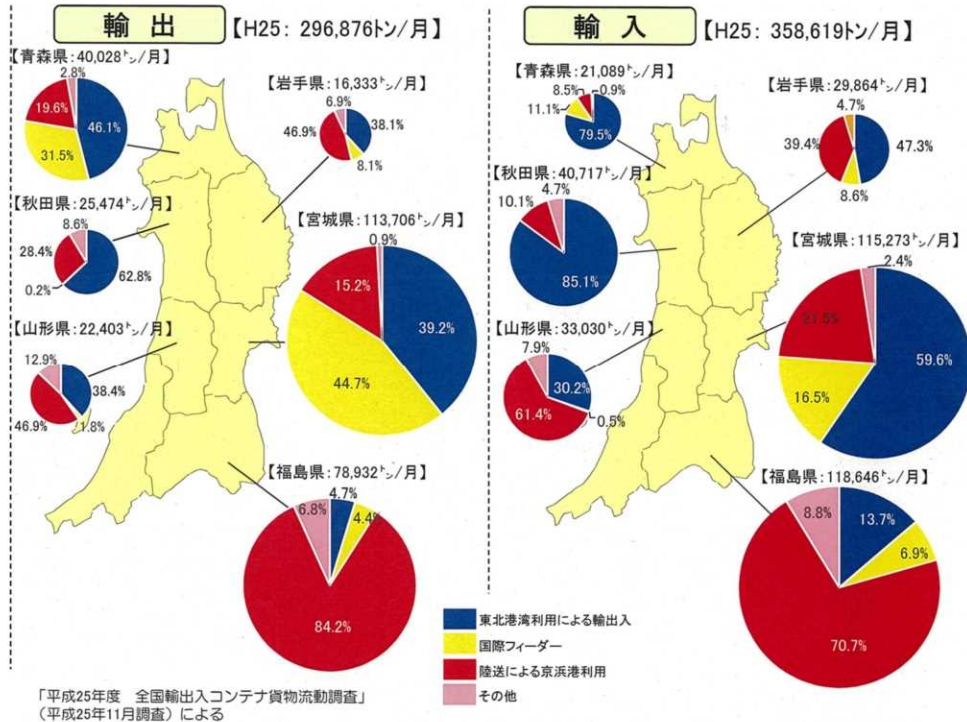 輸出
【H25: 296,876㌧/月】
【青森県:40,028㌧/月】
2.8%
19.6%
46.1%
31.5%
【岩手県:16,333㌧/月】
6.9%
46.9%
38.1%
8.1%
【秋田県:25,474㌧/月】
8.6%
28.4%
0.2%
62.8%
【宮城県:113,706㌧/月】
0.9%
15.2%
39.2%
44.7%
【山形県:22,403㌧/月】
12.9%
38.4%
46.9%
1.8%
【福島県:78,932㌧/月】
4.7%
6.8%
4.4%
84.2%
輸入
【H25: 358,619㌧/月】
【青森県:21,089㌧/月】
8.5%
0.9%
11.1%
79.5%
【岩手県:29,864㌧/月】
4.7%
39.4%
47.3%
8.6%
【秋田県:40,717㌧/月】
4.7%
10.1%
85.1%
【宮城県:115,273㌧/月】
2.4%
21.5%
59.6%
16.5%
【山形県:33,030㌧/月】
7.9%
30.2%
61.4%
0.5%
【福島県:118,646㌧/月】
8.8%
13.7%
6.9%
70.7%
東北港湾利用による輸出入
国際フィーダー
陸送による京浜港利用
その他
「平成25年度 全国輸出入コンテナ貨物流動調査」
(平成25年11月調査)による